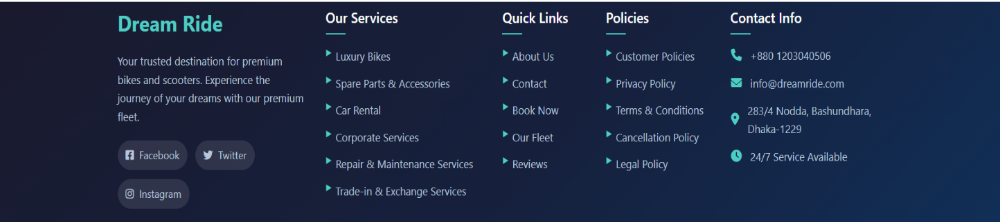 Dream Ride
Your trusted destination for premium
bikes and scooters. Experience the
journey of your dreams with our premium
fleet.
Facebook
Twitter
Instagram
Our Services
Luxury Bikes
Spare Parts & Accessories
Car Rental
Corporate Services
Repair & Maintenance Services
Trade-in & Exchange Services
Quick Links
About Us
Contact
Book Now
Our Fleet
Reviews
Policies
Customer Policies
Privacy Policy
Terms & Conditions
Cancellation Policy
Legal Policy
Contact Info
+880 1203040506
info@dreamride.com
283/4 Nodda, Bashundhara,
Dhaka-1229
24/7 Service Available